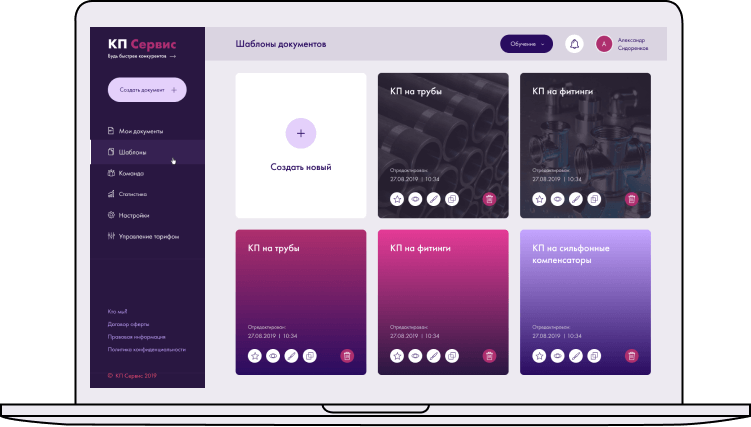 КП Сервис
Будь быстрее конкурентов →
Создать документ +
Мои документы
Шаблоны
Команда
Статистика
Настройки
Управление тарифом
Кто мы?
Договор оферты
Правовая информация
Политика конфиденциальности
© КП Сервис 2019
Шаблоны документов
Обучение
А
Александр
Сидоренков
+
Создать новый
КП на трубы
Отредактирован:
27.08.2019 | 10:34
КП на фитинги
Отредактирован:
27.08.2019 | 10:34
КП на трубы
Отредактирован:
27.08.2019 | 10:34
КП на фитинги
Отредактирован:
27.08.2019 | 10:34
КП на сильфонные
компенсаторы
Отредактирован:
27.08.2019 | 10:34